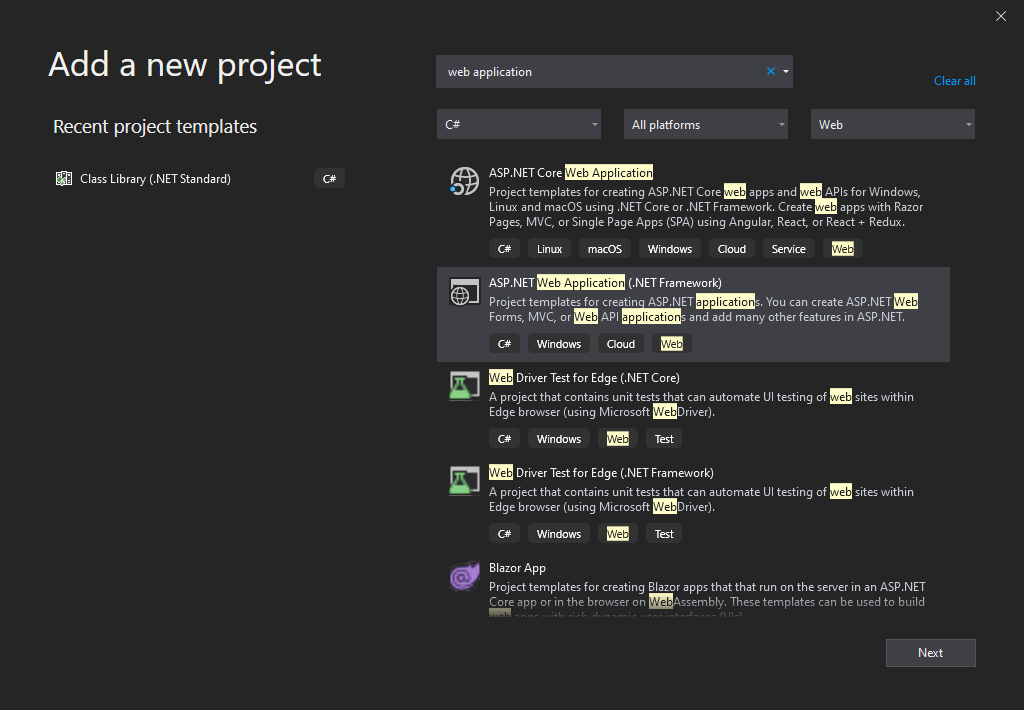 Add a new project
Recent project templates
Class Library (.NET Standard)
C#
web application
Clear all
C#
All platforms
Web
ASP.NET Core Web Application
Project templates for creating ASP.NET Core web apps and web APIs for Windows,
Linux and macOS using .NET Core or .NET Framework. Create web apps with Razor
Pages, MVC, or Single Page Apps (SPA) using Angular, React, or React + Redux.
C# Linux macOS Windows Cloud Service Web
ASP.NET Web Application (.NET Framework)
Project templates for creating ASP.NET applications. You can create ASP.NET Web
Forms, MVC, or Web API applications and add many other features in ASP.NET.
C# Windows Cloud Web
Web Driver Test for Edge (.NET Core)
A project that contains unit tests that can automate UI testing of web sites within
Edge browser (using Microsoft WebDriver).
C# Windows Web Test
Web Driver Test for Edge (.NET Framework)
A project that contains unit tests that can automate UI testing of web sites within
Edge browser (using Microsoft WebDriver).
C# Windows Web Test
Blazor App
Project templates for creating Blazor apps that that run on the server in an ASP.NET
Core app or in the browser on WebAssembly. These templates can be used to build
web apps with rich dynamic user interfaces (UIs).
Next